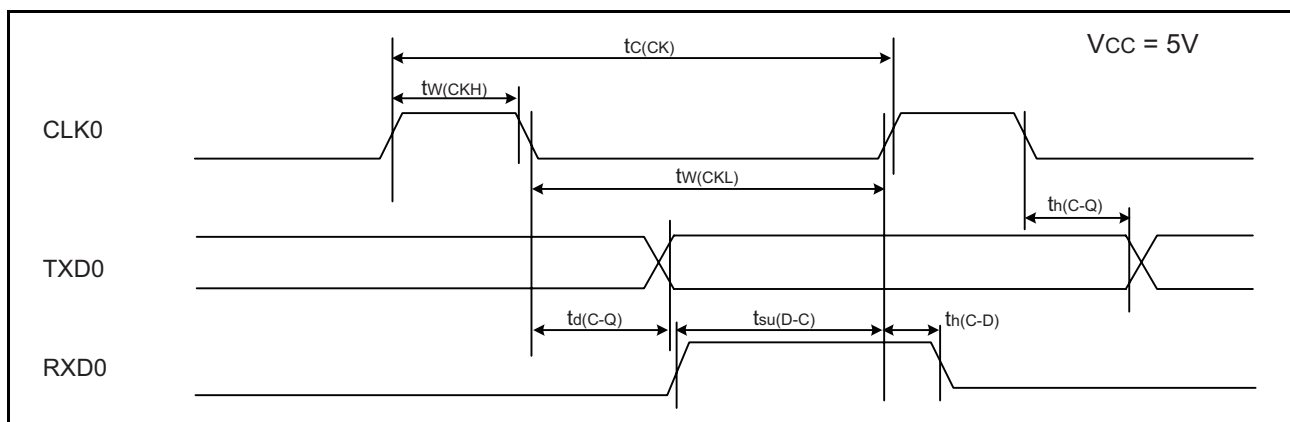 tC(CK)
VCC = 5V
tW(CKH)
CLK0
tW(CKL)
th(C-Q)
TXD0
td(C-Q)
tsu(D-C)
th(C-D)
RXD0